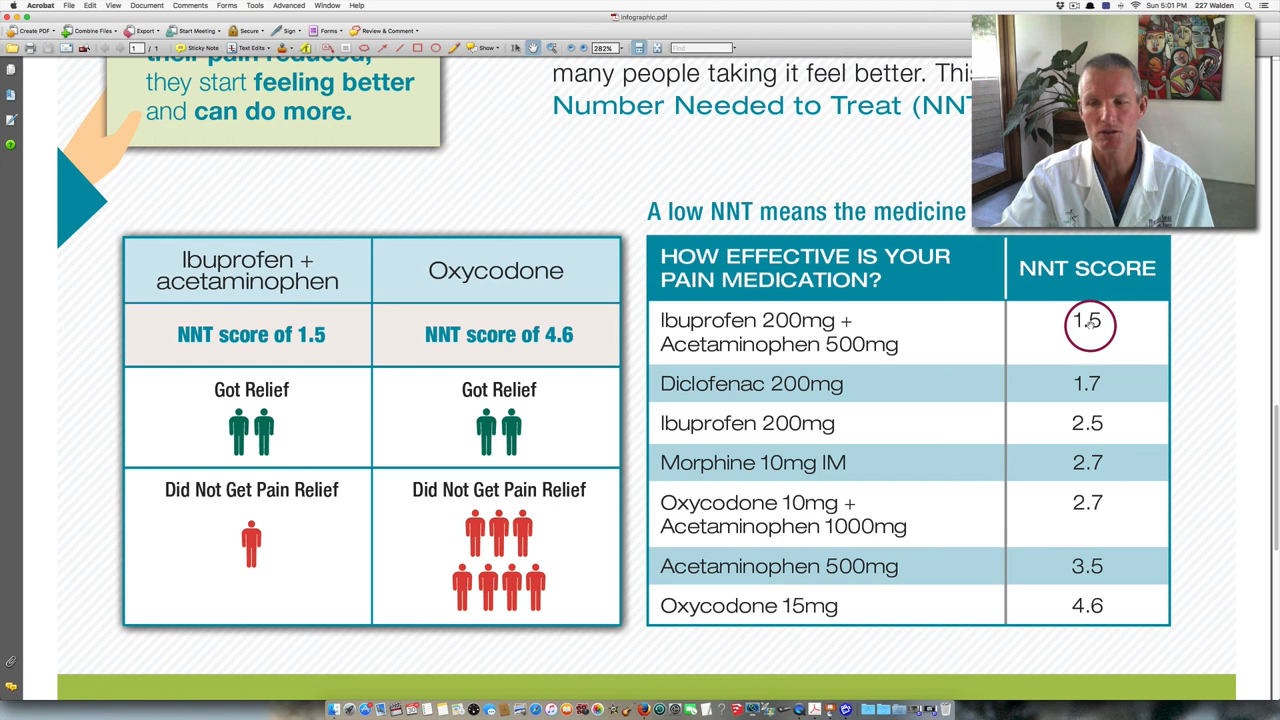 Acrobat File Edit View Document Comments Forms Tools Advanced Window Help
Sun 5:01 PM 227 Walden
infographic.pdf
Create PDF Combine Files Export Start Meeting Secure Sign Forms Review & Comment
1 / 1 Sticky Note Text Edits Show 282% Find
their pain reduced,
they start feeling better
and can do more.
many people taking it feel better. This
Number Needed to Treat (NNT
Ibuprofen +
acetaminophen
Oxycodone
NNT score of 1.5
NNT score of 4.6
Got Relief
Got Relief
Did Not Get Pain Relief
Did Not Get Pain Relief
A low NNT means the medicine
HOW EFFECTIVE IS YOUR
PAIN MEDICATION?
NNT SCORE
Ibuprofen 200mg +
Acetaminophen 500mg
1.5
Diclofenac 200mg
1.7
Ibuprofen 200mg
2.5
Morphine 10mg IM
2.7
Oxycodone 10mg +
Acetaminophen 1000mg
2.7
Acetaminophen 500mg
3.5
Oxycodone 15mg
4.6